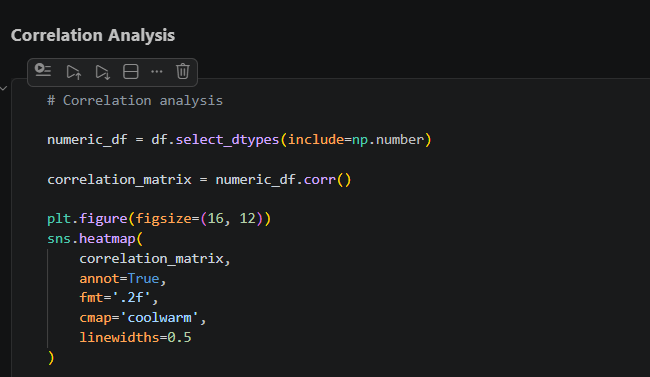 Correlation Analysis
# Correlation analysis
numeric_df = df.select_dtypes(include=np.number)
correlation_matrix = numeric_df.corr()
plt.figure(figsize=(16, 12))
sns.heatmap(
    correlation_matrix,
    annot=True,
    fmt='.2f',
    cmap='coolwarm',
    linewidths=0.5
)